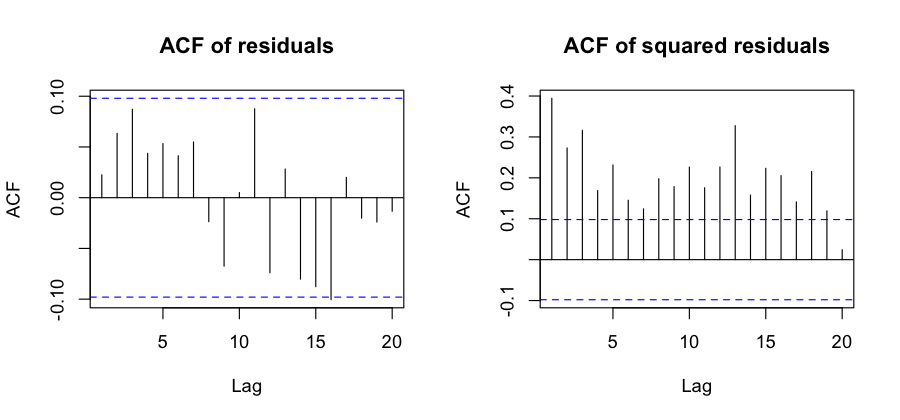 ACF of residuals
ACF
0.10
0.00
-0.10
5 10 15 20
Lag
ACF of squared residuals
ACF
0.4
0.3
0.2
0.1
-0.1
5 10 15 20
Lag